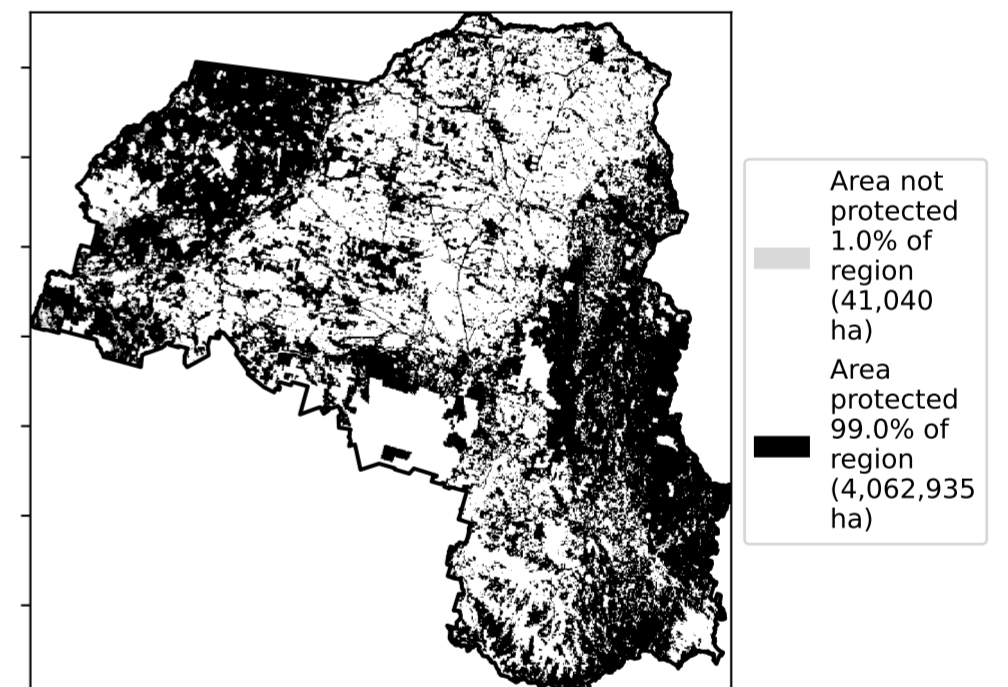 Area not
protected
1.0% of
region
(41,040
ha)
Area
protected
99.0% of
region
(4,062,935
ha)